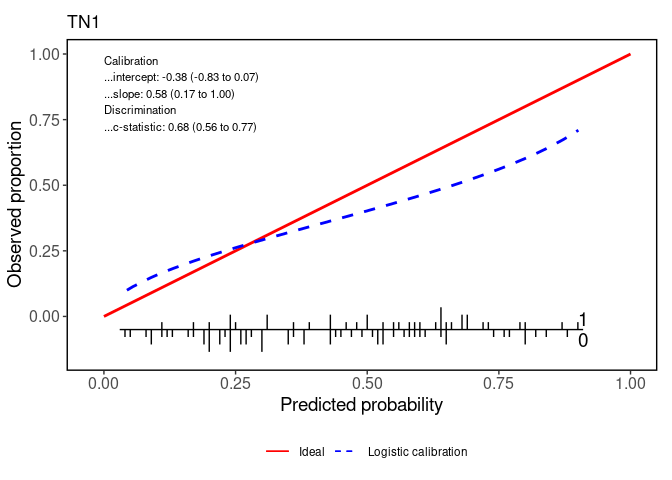 TN1
Calibration
...intercept: -0.38 (-0.83 to 0.07)
...slope: 0.58 (0.17 to 1.00)
Discrimination
...c-statistic: 0.68 (0.56 to 0.77)
Observed proportion
1.00
0.75
0.50
0.25
0.00
1
0
0.00 0.25 0.50 0.75 1.00
Predicted probability
Ideal Logistic calibration